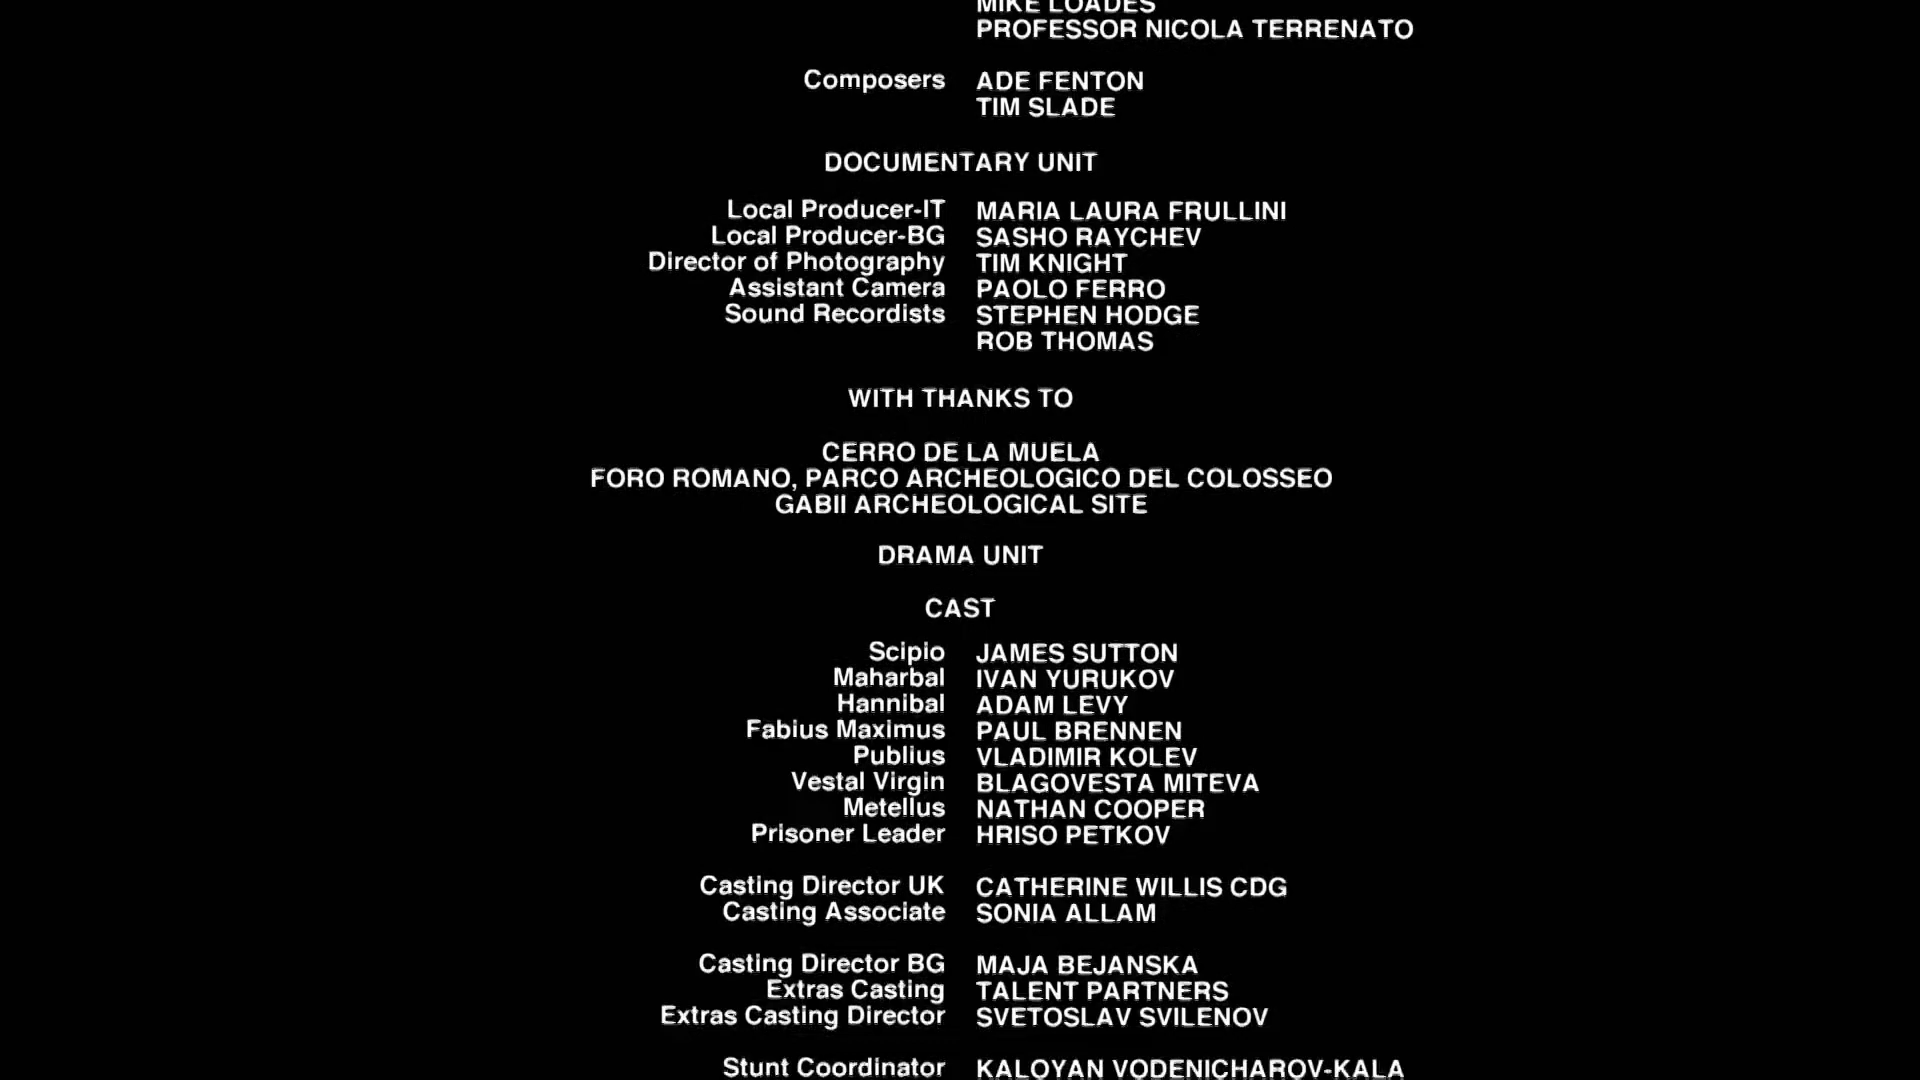 MIKE LOADES
PROFESSOR NICOLA TERRENATO
Composers ADE FENTON
TIM SLADE
DOCUMENTARY UNIT
Local Producer-IT MARIA LAURA FRULLINI
Local Producer-BG SASHO RAYCHEV
Director of Photography TIM KNIGHT
Assistant Camera PAOLO FERRO
Sound Recordists STEPHEN HODGE
ROB THOMAS
WITH THANKS TO
CERRO DE LA MUELA
FORO ROMANO, PARCO ARCHEOLOGICO DEL COLOSSEO
GABII ARCHEOLOGICAL SITE
DRAMA UNIT
CAST
Scipio JAMES SUTTON
Maharbal IVAN YURUKOV
Hannibal ADAM LEVY
Fabius Maximus PAUL BRENNEN
Publius VLADIMIR KOLEV
Vestal Virgin BLAGOVESTA MITEVA
Metellus NATHAN COOPER
Prisoner Leader HRISO PETKOV
Casting Director UK CATHERINE WILLIS CDG
Casting Associate SONIA ALLAM
Casting Director BG MAJA BEJANSKA
Extras Casting TALENT PARTNERS
Extras Casting Director SVETOSLAV SVILENOV
Stunt Coordinator KALOYAN VODENICHAROV-KALA